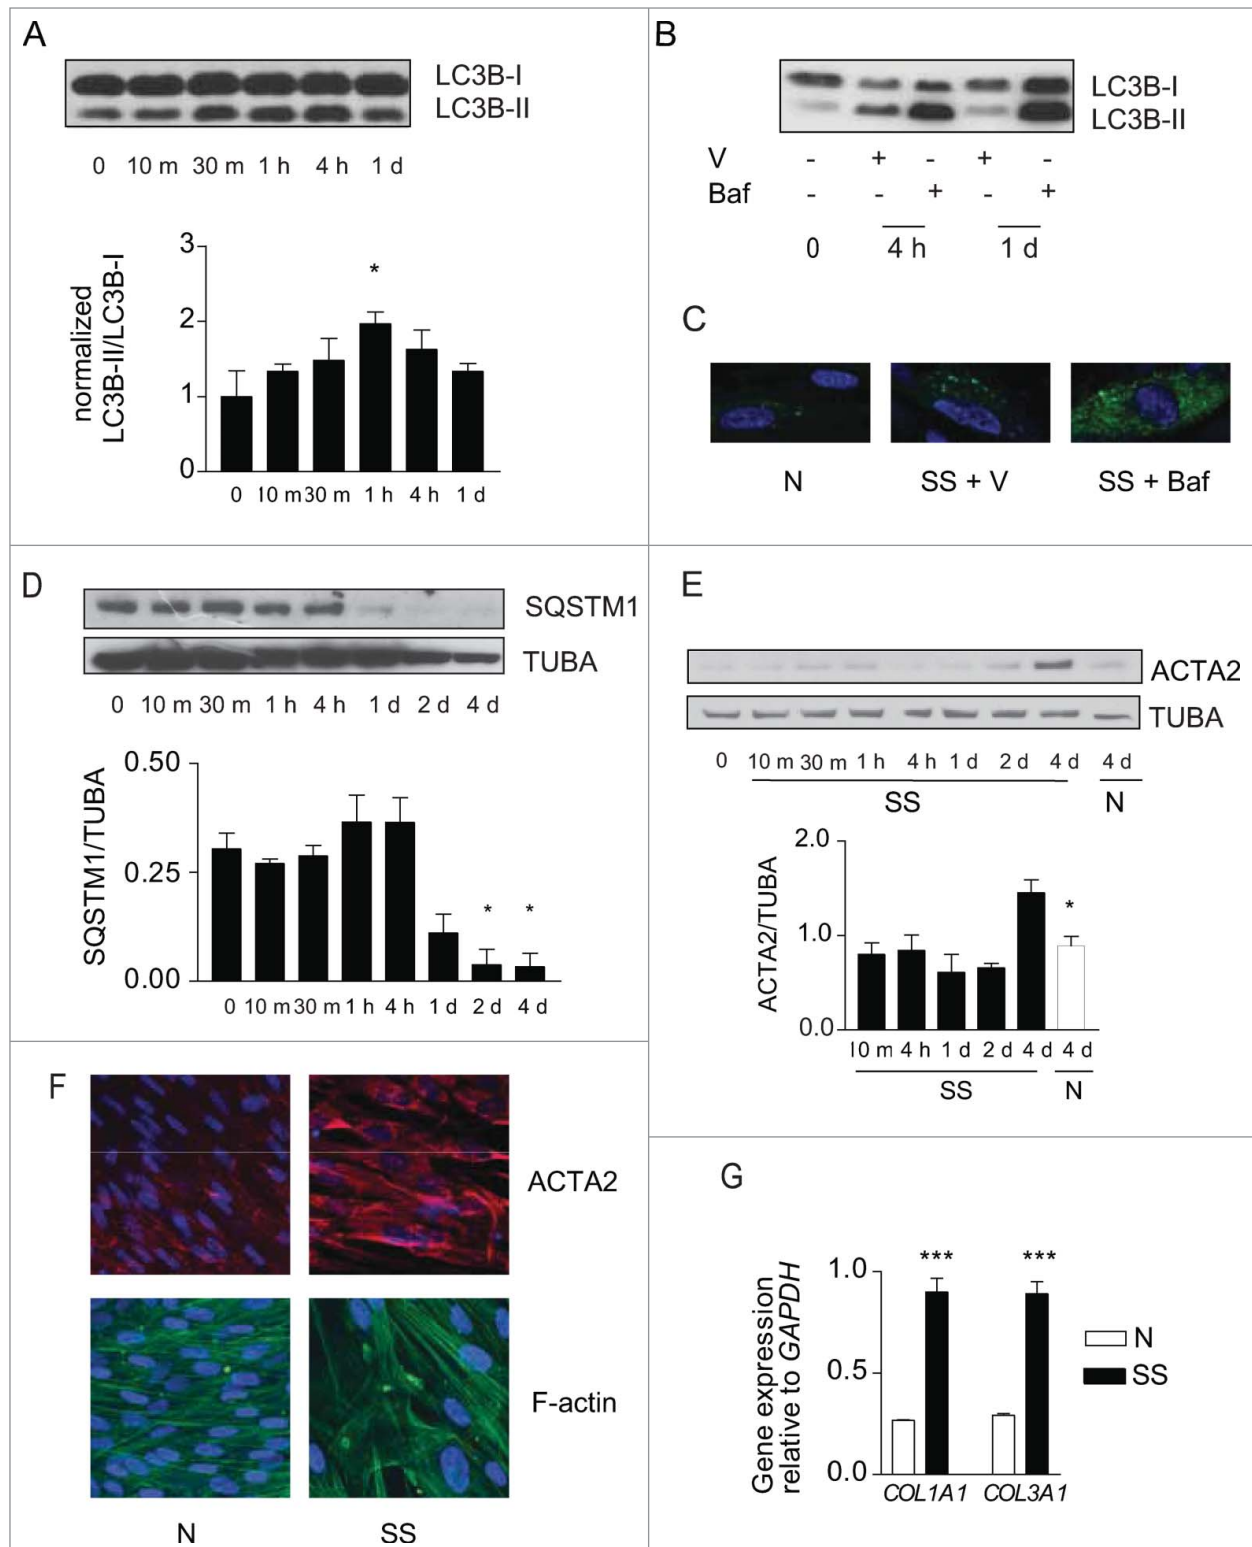 A
LC3B-I
LC3B-II
0 10 m 30 m 1 h 4 h 1 d
normalized
LC3B-II/LC3B-I
3
2
1
0
*
0 10 m 30 m 1 h 4 h 1 d
B
LC3B-I
LC3B-II
V - + - + -
Baf - - + - +
0 4 h 1 d
C
N SS + V SS + Baf
D
SQSTM1
TUBA
0 10 m 30 m 1 h 4 h 1 d 2 d 4 d
SQSTM1/TUBA
0.50
0.25
0.00
* *
0 10 m 30 m 1 h 4 h 1 d 2 d 4 d
E
ACTA2
TUBA
0 10 m 30 m 1 h 4 h 1 d 2 d 4 d 4 d
SS N
ACTA2/TUBA
2.0
1.0
0.0
*
10 m 4 h 1 d 2 d 4 d 4 d
SS N
F
ACTA2
F-actin
N SS
G
Gene expression
relative to GAPDH
1.0
0.5
0.0
*** ***
COL1A1 COL3A1
N
SS